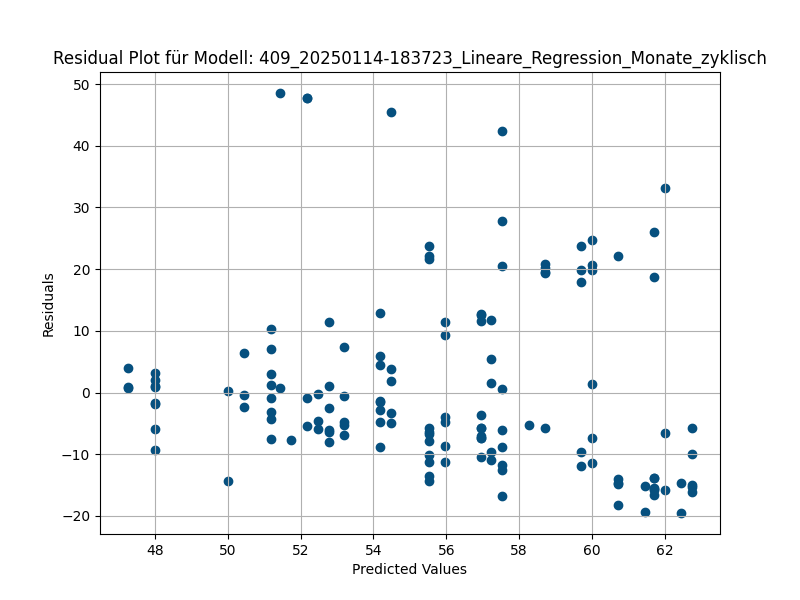 Residual Plot für Modell: 409_20250114-183723_Lineare_Regression_Monate_zyklisch
50
40
30
20
10
0
−10
−20
Residuals
48 50 52 54 56 58 60 62
Predicted Values